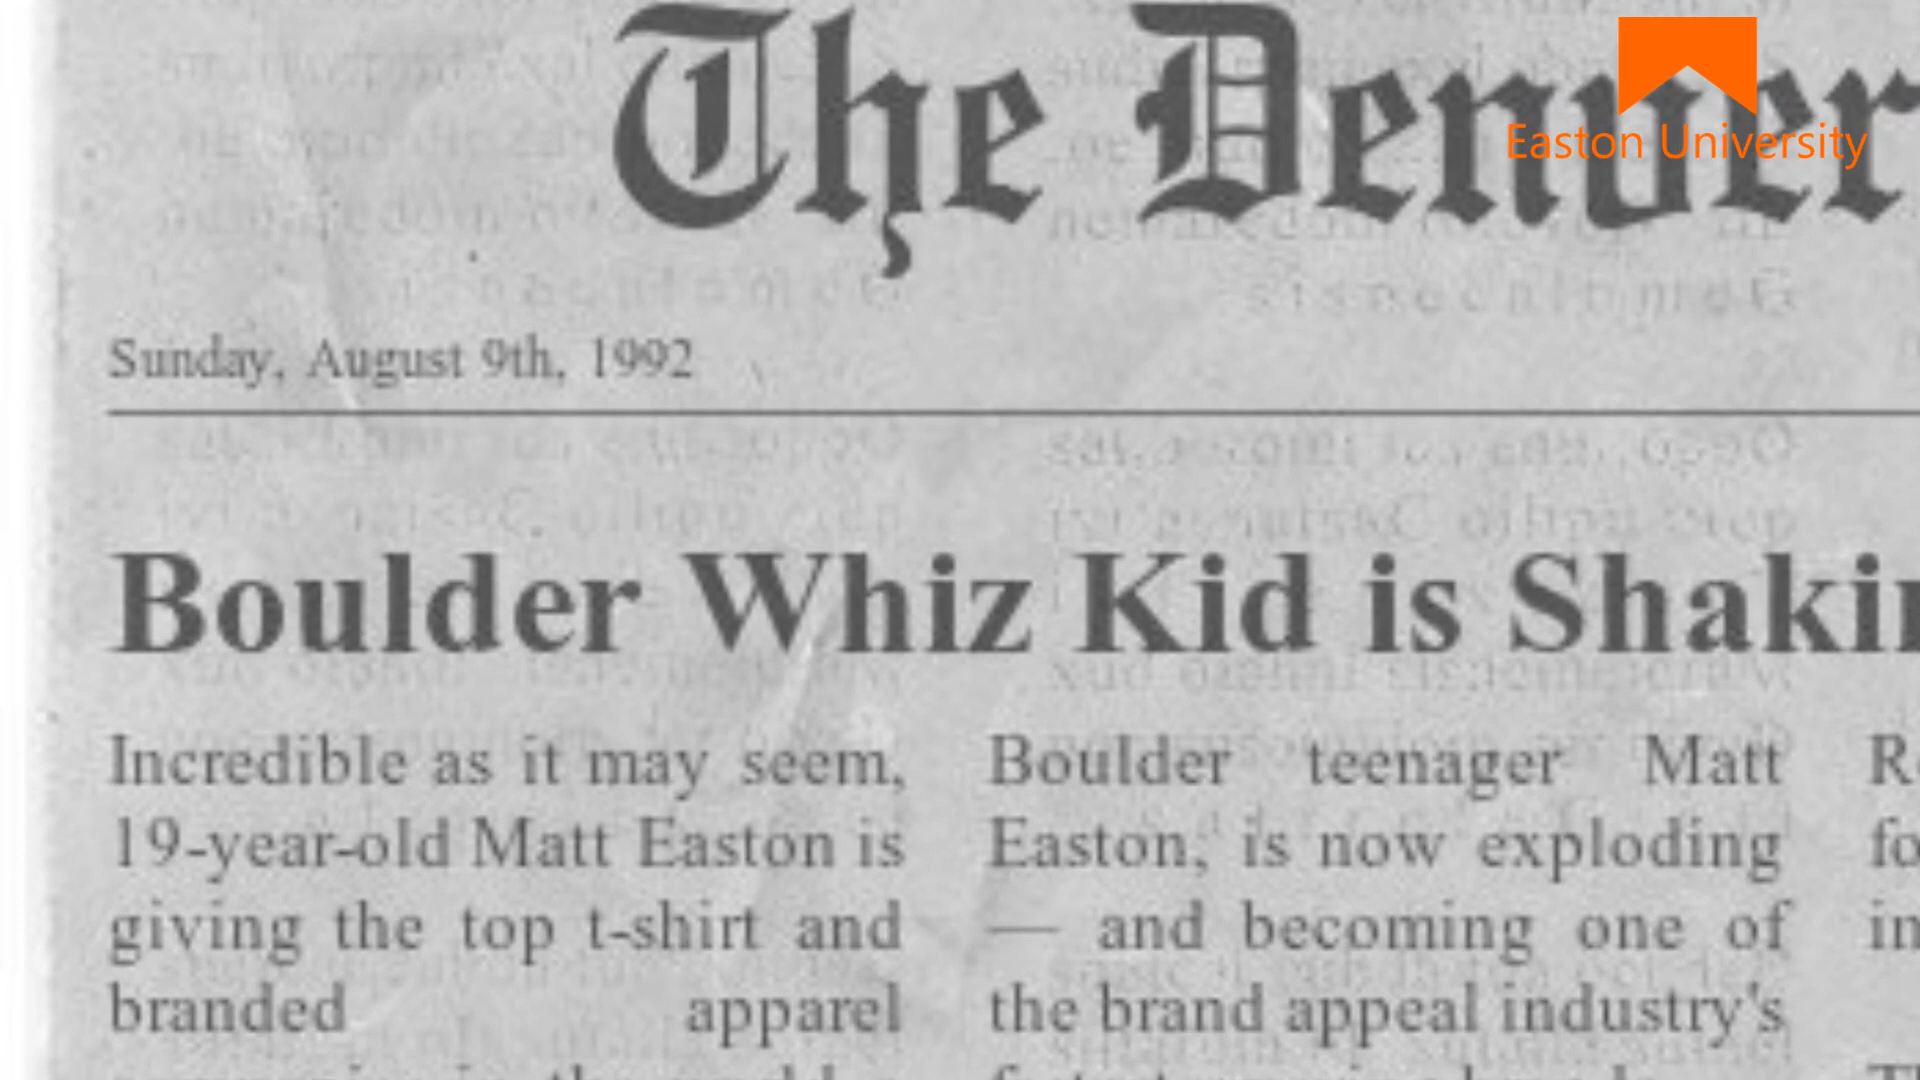 The Denver
Easton University
Sunday, August 9th, 1992
Boulder Whiz Kid is
Incredible as it may seem,
19-year-old Matt Easton is
giving the top t-shirt and
branded apparel
Boulder teenager Matt
Easton, is now exploding
— and becoming one of
the brand appeal industry's